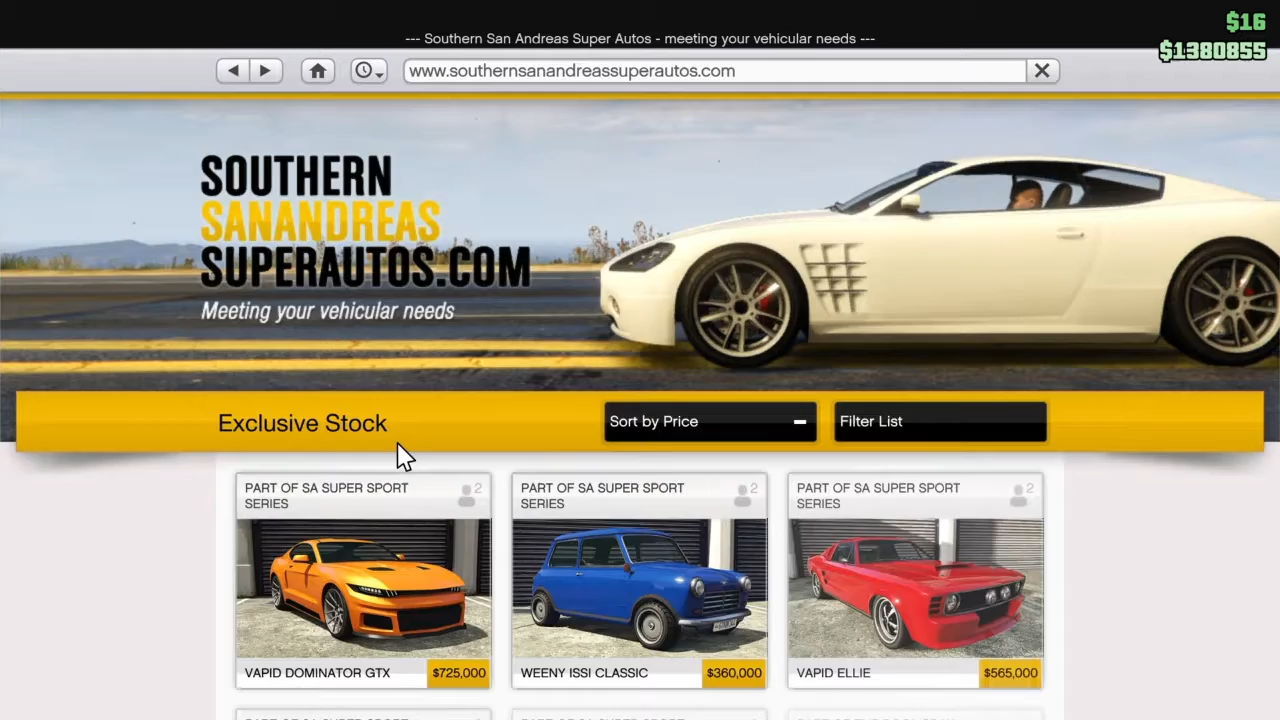 $16
--- Southern San Andreas Super Autos - meeting your vehicular needs ---
$1380855
www.southernsanandreassuperautos.com
SOUTHERN
SANANDREAS
SUPERAUTOS.COM
Meeting your vehicular needs
Exclusive Stock
Sort by Price
Filter List
PART OF SA SUPER SPORT
SERIES
2
VAPID DOMINATOR GTX
$725,000
PART OF SA SUPER SPORT
SERIES
2
WEENY ISSI CLASSIC
$360,000
PART OF SA SUPER SPORT
SERIES
2
VAPID ELLIE
$565,000